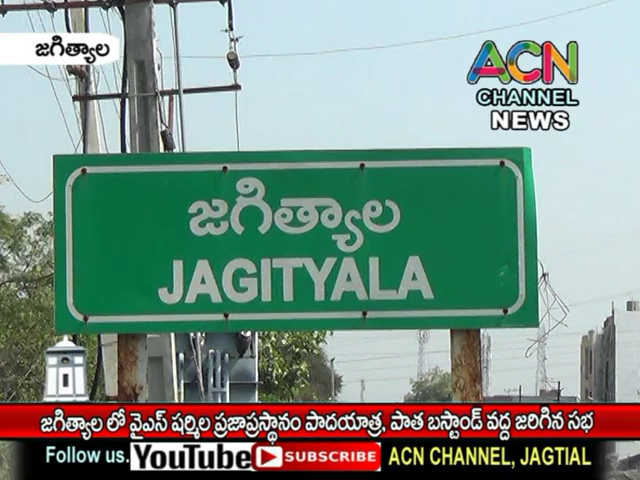 జగిత్యాల
ACN
CHANNEL
NEWS
జగిత్యాల
JAGITYALA
జగిత్యాల లో వైఎస్ షర్మిల ప్రజాప్రస్థానం పాదయాత్ర, పాత బస్టాండ్ వద్ద జరిగిన సభ
Follow us. YouTube SUBSCRIBE ACN CHANNEL, JAGTIAL